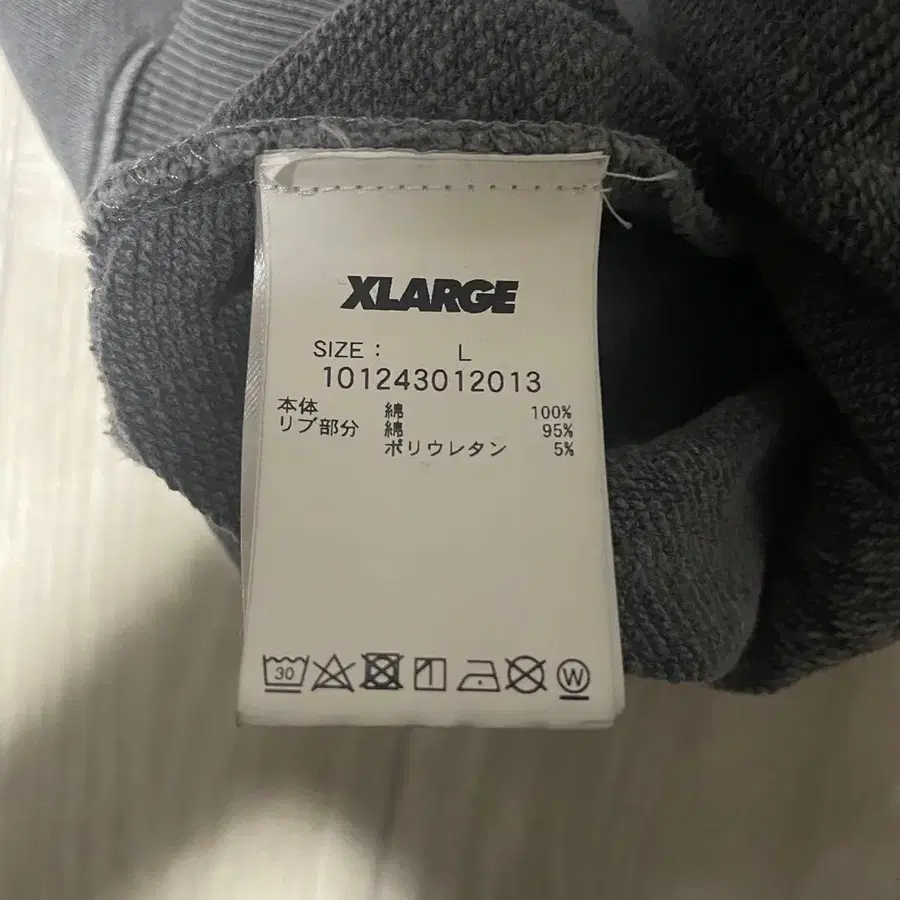 XLARGE
SIZE : L
101243012013
本体 綿 100%
リブ部分 綿 95%
ポリウレタン 5%
30
W